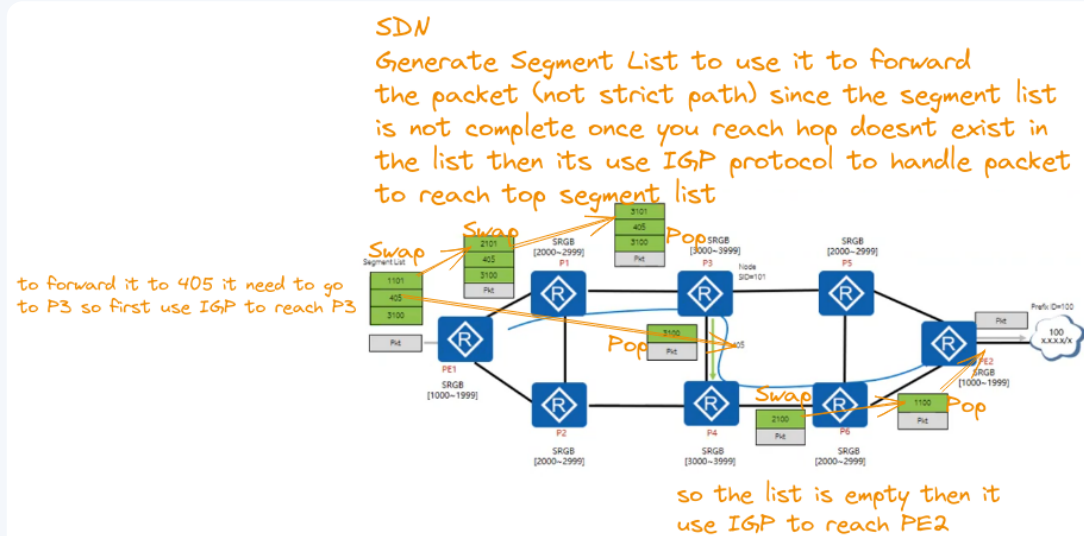 SDN
Generate Segment List to use it to forward
the packet (not strict path) since the segment list
is not complete once you reach hop doesnt exist in
the list then its use IGP protocol to handle packet
to reach top segment list
3101
405
3100
Pkt
Swap
2101
405
3100
Pkt
Swap
Segment List
1101
405
3100
Pkt
to forward it to 405 it need to go
to P3 so first use IGP to reach P3
SRGB
[2000~2999]
P1
Pop
SRGB
[3000~3999]
P3
Node
SID=101
SRGB
[2000~2999]
P5
R
R
R
R
PE1
SRGB
[1000~1999]
Pop
3100
Pkt
405
Prefix ID=100
Pkt
100
X.X.X.X/X
R
PE2
SRGB
[1000~1999]
R
P2
SRGB
[2000~2999]
R
P4
SRGB
[3000~3999]
Swap
2100
Pkt
R
P6
SRGB
[2000~2999]
1100
Pkt
Pop
so the list is empty then it
use IGP to reach PE2